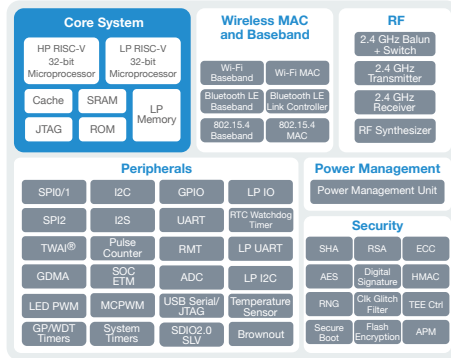 Core System
HP RISC-V
32-bit
Microprocessor
LP RISC-V
32-bit
Microprocessor
Cache
SRAM
LP
Memory
JTAG
ROM
Wireless MAC
and Baseband
Wi-Fi
Baseband
Wi-Fi MAC
Bluetooth LE
Baseband
Bluetooth LE
Link Controller
802.15.4
Baseband
802.15.4
MAC
RF
2.4 GHz Balun
+ Switch
2.4 GHz
Transmitter
2.4 GHz
Receiver
RF Synthesizer
Peripherals
SPI0/1
I2C
GPIO
LP IO
SPI2
I2S
UART
RTC Watchdog
Timer
TWAI®
Pulse
Counter
RMT
LP UART
GDMA
SOC
ETM
ADC
LP I2C
LED PWM
MCPWM
USB Serial/
JTAG
Temperature
Sensor
GP/WDT
Timers
System
Timers
SDIO2.0
SLV
Brownout
Power Management
Power Management Unit
Security
SHA
RSA
ECC
AES
Digital
Signature
HMAC
RNG
Clk Glitch
Filter
TEE Ctrl
Secure
Boot
Flash
Encryption
APM